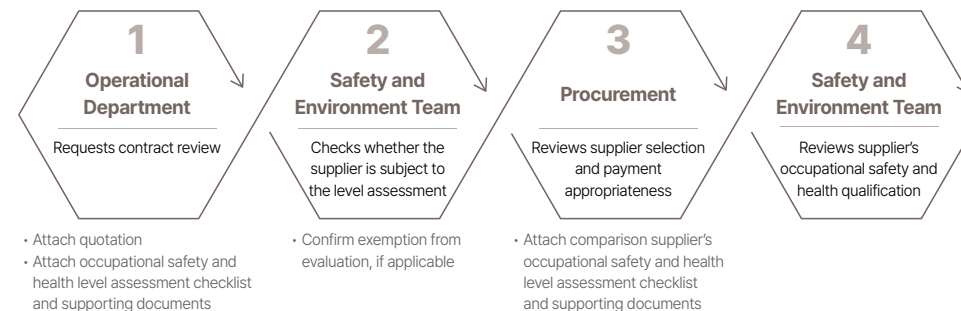 1
Operational
Department
Requests contract review
• Attach quotation
• Attach occupational safety and
health level assessment checklist
and supporting documents
2
Safety and
Environment Team
Checks whether the
supplier is subject to
the level assessment
• Confirm exemption from
evaluation, if applicable
3
Procurement
Reviews supplier selection
and payment
appropriateness
• Attach comparison supplier’s
occupational safety and health
level assessment checklist
and supporting documents
4
Safety and
Environment Team
Reviews supplier’s
occupational safety and
health qualification